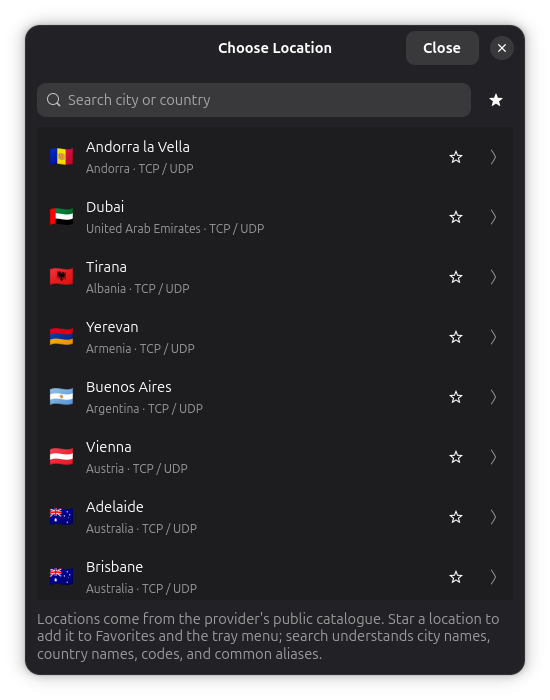 Choose Location
Close
Search city or country
Andorra la Vella
Andorra · TCP / UDP
Dubai
United Arab Emirates · TCP / UDP
Tirana
Albania · TCP / UDP
Yerevan
Armenia · TCP / UDP
Buenos Aires
Argentina · TCP / UDP
Vienna
Austria · TCP / UDP
Adelaide
Australia · TCP / UDP
Brisbane
Australia · TCP / UDP
Locations come from the provider's public catalogue. Star a location to
add it to Favorites and the tray menu; search understands city names,
country names, codes, and common aliases.